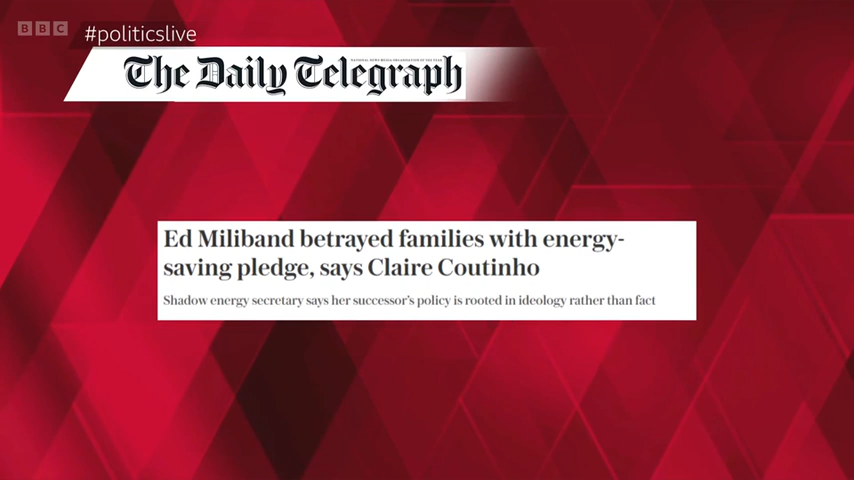 BBC
#politicslive
The Daily Telegraph
Ed Miliband betrayed families with energy-
saving pledge, says Claire Coutinho
Shadow energy secretary says her successor's policy is rooted in ideology rather than fact